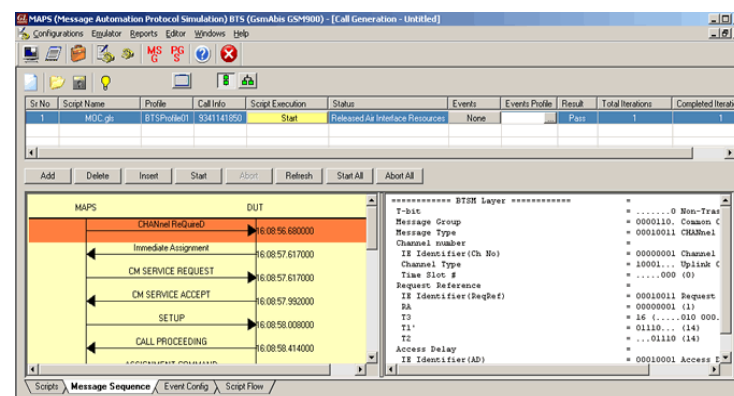 MAPS (Message Automation Protocol Simulation) BTS (GsmAbis GSM900) - [Call Generation - Untitled]
Configurations Emulator Reports Editor Windows Help
MS G PG S
Sr No Script Name Profile Call Info Script Execution Status Events Events Profile Result Total Iterations Completed Iterati
1 MOC.gls BTSProfile01 9341141850 Start Released Air Interface Resources None ... Pass 1 1
Add Delete Insert Start Abort Refresh Start All Abort All
MAPS DUT
CHANnel ReQuireD
16:08:56.680000
Immediate Assignment
16:08:57.617000
CM SERVICE REQUEST
16:08:57.617000
CM SERVICE ACCEPT
16:08:57.992000
SETUP
16:08:58.008000
CALL PROCEEDING
16:08:58.414000
ASSIGNMENT COMMAND
============ BTSM Layer ============ =
T-bit = .......0 Non-Tras
Message Group = 0000110. Common C
Message Type = 00010011 CHANnel
Channel number =
IE Identifier(Ch No) = 00000001 Channel
Channel Type = 10001... Uplink C
Time Slot # = .....000 (0)
Request Reference =
IE Identifier(ReqRef) = 00010011 Request
RA = 00000001 (1)
T3 = 16 (.....010 000.
T1' = 01110... (14)
T2 = ...01110 (14)
Access Delay =
IE Identifier(AD) = 00010001 Access D
Scripts Message Sequence Event Config Script Flow